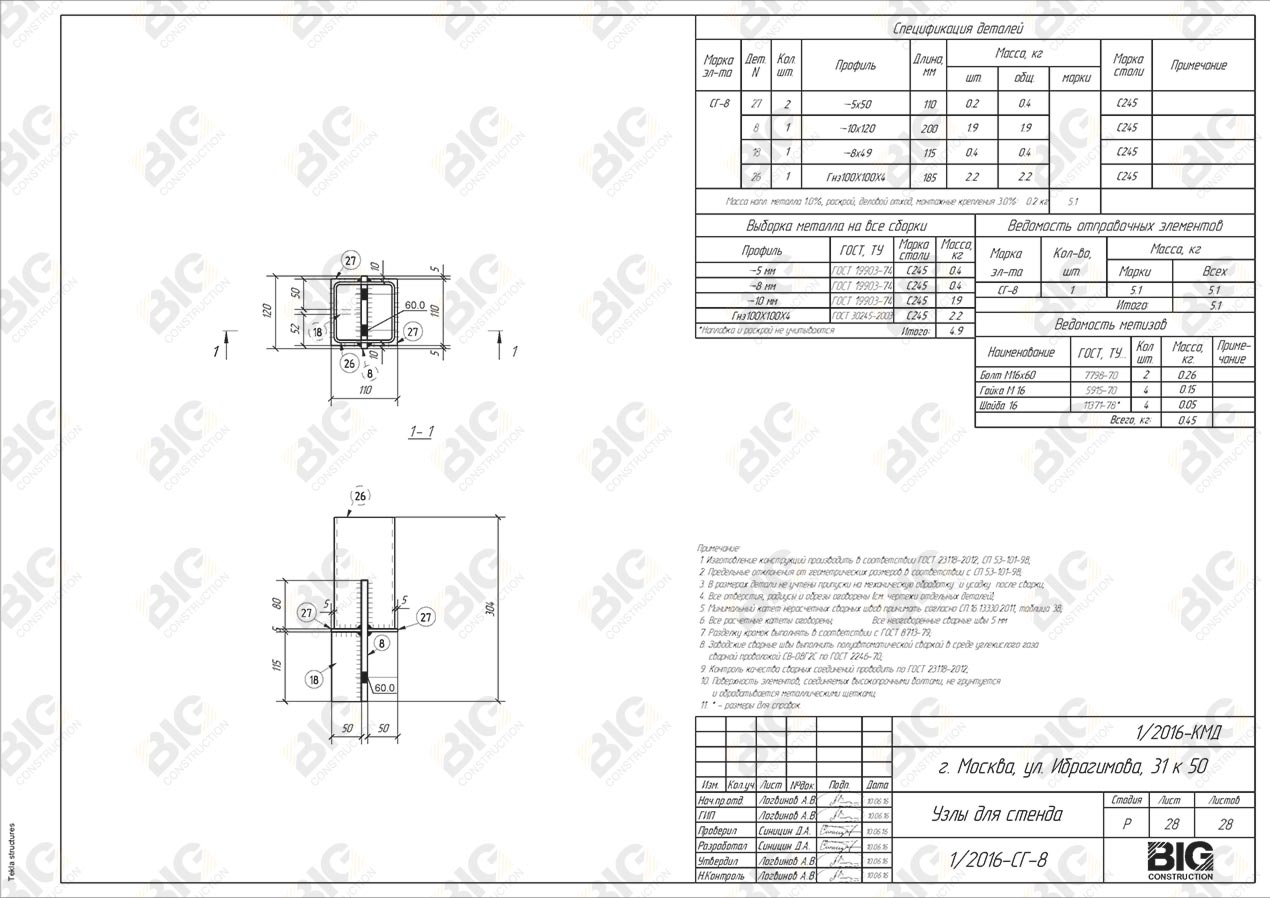 Спецификация деталей
Марка эл-та Дет. N Кол. шт. Профиль Длина, мм Масса, кг шт. общ. марки Марка стали Примечание
СГ-8 27 2 —5x50 110 0.2 0.4 С245
8 1 —10x120 200 1.9 1.9 С245
18 1 —8x49 115 0.4 0.4 С245
26 1 Гнз100X100X4 185 2.2 2.2 С245
Масса напл. металла 1.0%, раскрой, деловой отход, монтажные крепления 3.0%: 0.2 кг 5.1
Выборка металла на все сборки
Профиль ГОСТ, ТУ Марка стали Масса, кг
—5 мм ГОСТ 19903-74 С245 0.4
—8 мм ГОСТ 19903-74 С245 0.4
—10 мм ГОСТ 19903-74 С245 1.9
Гнз100X100X4 ГОСТ 30245-2003 С245 2.2
*Наплавка и раскрой не учитываются Итого: 4.9
Ведомость отправочных элементов
Марка эл-та Кол-во, шт Масса, кг Марки Всех
СГ-8 1 5.1 5.1
Итого: 5.1
Ведомость метизов
Наименование ГОСТ, ТУ... Кол шт. Масса, кг. Приме-чание
Болт М16x60 7798-70 2 0.26
Гайка М 16 5915-70 4 0.15
Шайба 16 11371-78* 4 0.05
Всего, кг: 0.45
27
10 5
120 50 52
60.0
110
18 27
26 8 10 5
1 1
110
1-1
26
80 5 5
304
27 27
5
8
115
18
60.0
50 50
Примечание
1 Изготовление конструкций производить в соответствии ГОСТ 23118-2012, СП 53-101-98;
2 Предельные отклонения от геометрических размеров в соответствии с СП 53-101-98;
3. В размерах детали не учтены припуски на механическую обработку и усадку после сварки;
4. Все отверстия, радиусы и обрезы оговорены (см. чертежи отдельных деталей);
5. Минимальный катет нерасчетных сварных швов принимать согласно СП 16.13330.2011, таблица 38;
6. Все расчетные катеты оговорены; Все неоговоренные сварные швы 5 мм
7. Разделку кромок выполнять в соответствии с ГОСТ 8713-79;
8. Заводские сварные швы выполнить полуавтоматической сваркой в среде углекислого газа
сварной проволокой СВ-08Г2С по ГОСТ 2246-70;
9. Контроль качества сварных соединений проводить по ГОСТ 23118-2012;
10. Поверхность элементов, соединяемых высокопрочными болтами, не грунтуется
и обрабатывается металлическими щетками;
11. * - размеры для справок
1/2016-КМД
г. Москва, ул. Ибрагимова, 31 к 50
Изм. Кол.уч Лист №док. Подп. Дата
Нач.пр.отд. Логвинов А.В. 10.06.16
ГИП Логвинов А.В. 10.06.16
Проверил Синицин Д.А. 10.06.16
Разработал Синицин Д.А. 10.06.16
Утвердил Логвинов А.В. 10.06.16
Н.Контроль Логвинов А.В. 10.06.16
Узлы для стенда
Стадия Лист Листов
Р 28 28
1/2016-СГ-8
BIG
CONSTRUCTION
Tekla structures